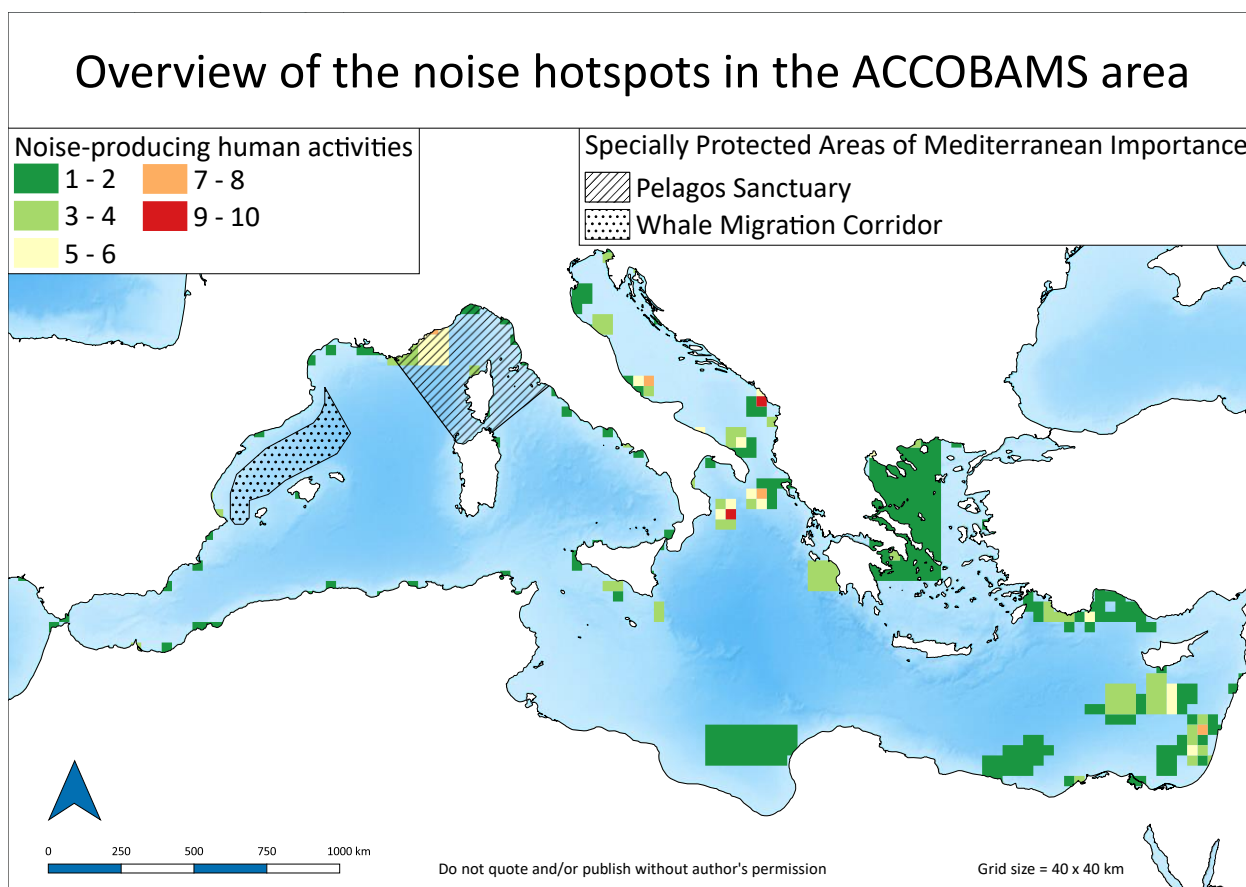 Overview of the noise hotspots in the ACCOBAMS area
Noise-producing human activities
1 - 2
7 - 8
3 - 4
9 - 10
5 - 6
Specially Protected Areas of Mediterranean Importance
Pelagos Sanctuary
Whale Migration Corridor
0 250 500 750 1000 km
Do not quote and/or publish without author's permission
Grid size = 40 x 40 km